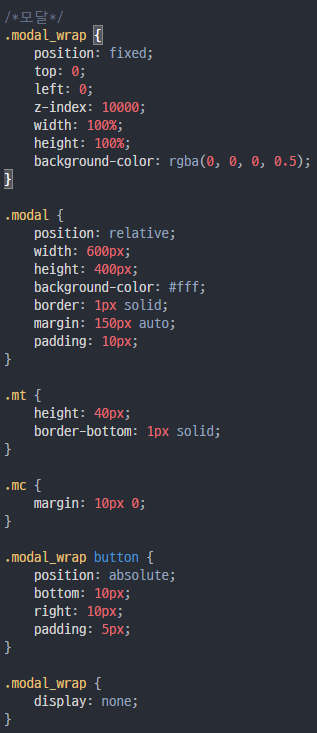 /*모달*/
.modal_wrap {
    position: fixed;
    top: 0;
    left: 0;
    z-index: 10000;
    width: 100%;
    height: 100%;
    background-color: rgba(0, 0, 0, 0.5);
}

.modal {
    position: relative;
    width: 600px;
    height: 400px;
    background-color: #fff;
    border: 1px solid;
    margin: 150px auto;
    padding: 10px;
}

.mt {
    height: 40px;
    border-bottom: 1px solid;
}

.mc {
    margin: 10px 0;
}

.modal_wrap button {
    position: absolute;
    bottom: 10px;
    right: 10px;
    padding: 5px;
}

.modal_wrap {
    display: none;
}